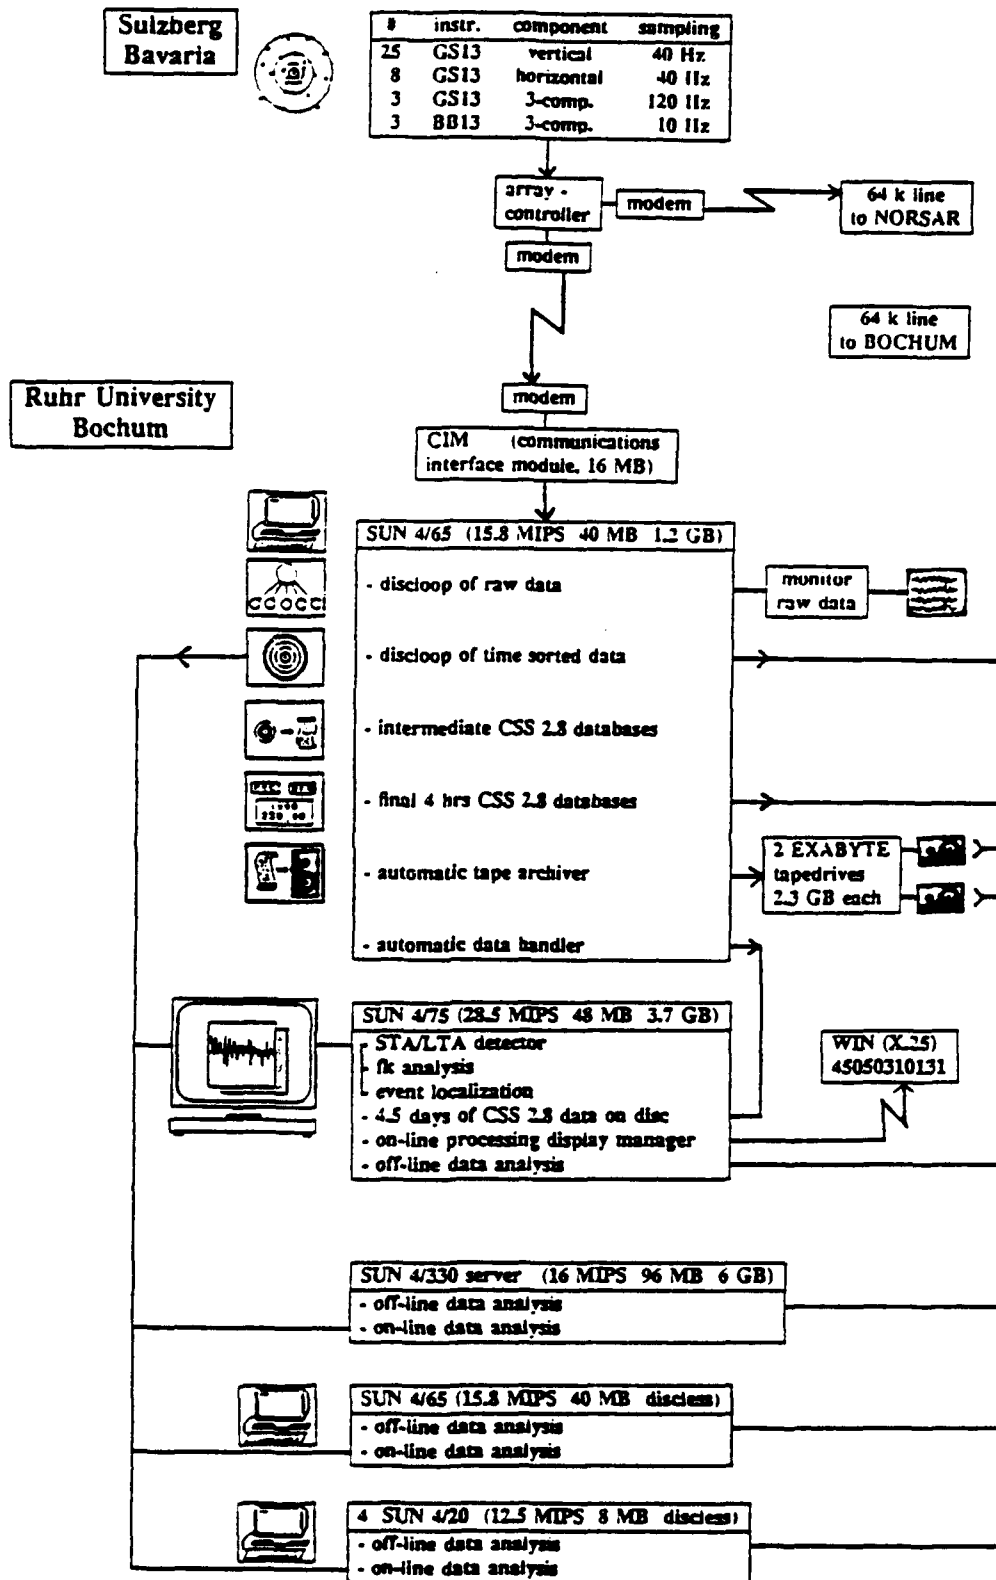 Sulzberg
Bavaria
# instr. component sampling
25 GS13 vertical 40 Hz
8 GS13 horizontal 40 Hz
3 GS13 3-comp. 120 Hz
3 BB13 3-comp. 10 Hz
array -
controller
modem
64 k line
to NORSAR
modem
64 k line
to BOCHUM
Ruhr University
Bochum
modem
CIM (communications
interface module, 16 MB)
SUN 4/65 (15.8 MIPS 40 MB 1.2 GB)
- discloop of raw data
monitor
raw data
- discloop of time sorted data
- intermediate CSS 2.8 databases
- final 4 hrs CSS 2.8 databases
- automatic tape archiver
2 EXABYTE
tapedrives
2.3 GB each
- automatic data handler
SUN 4/75 (28.5 MIPS 48 MB 3.7 GB)
- STA/LTA detector
- fk analysis
- event localization
- 4.5 days of CSS 2.8 data on disc
- on-line processing display manager
- off-line data analysis
WIN (X.25)
45050310131
SUN 4/330 server (16 MIPS 96 MB 6 GB)
- off-line data analysis
- on-line data analysis
SUN 4/65 (15.8 MIPS 40 MB discless)
- off-line data analysis
- on-line data analysis
4 SUN 4/20 (12.5 MIPS 8 MB discless)
- off-line data analysis
- on-line data analysis